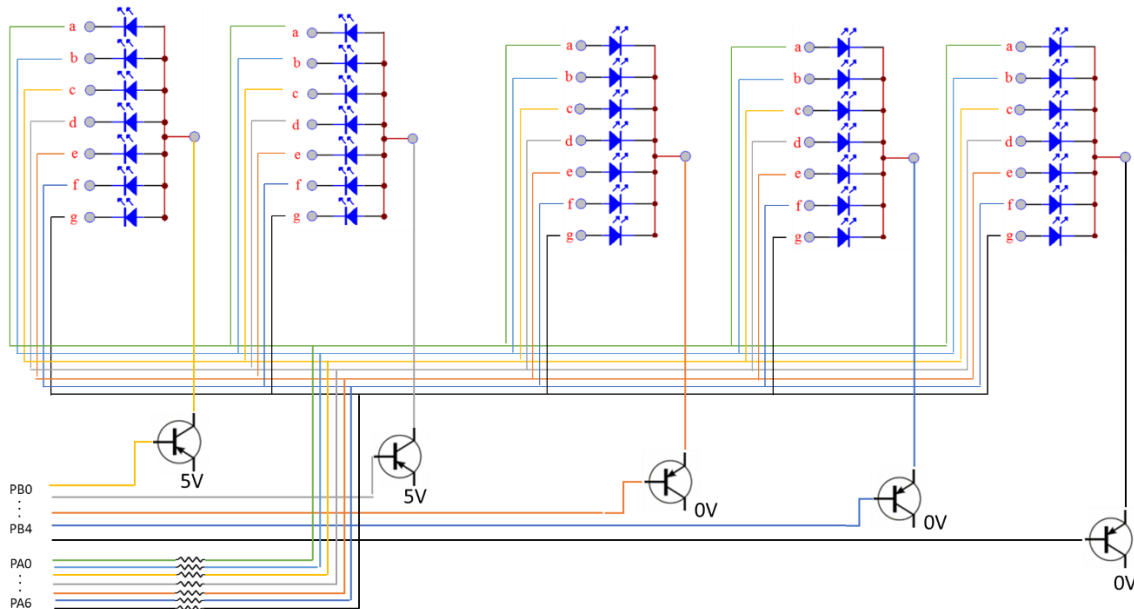 a a a a a
b b b b b
c c c c c
d d d d d
e e e e e
f f f f f
g g g g g
5V
5V
0V
0V
0V
PB0
⋮
PB4
PA0
⋮
PA6